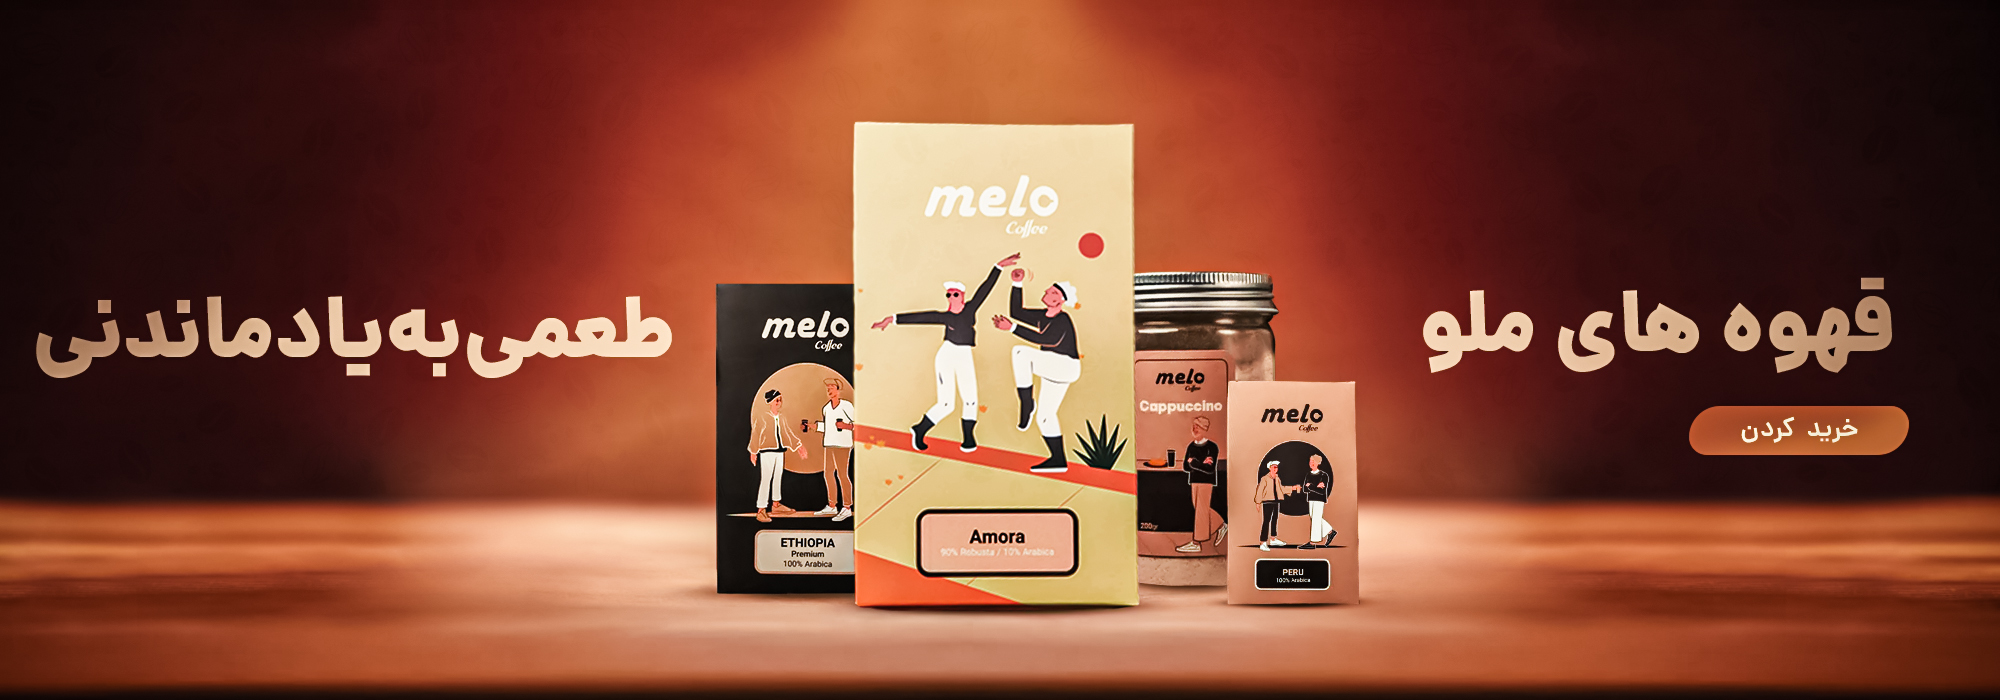 قهوه های ملو
خرید کردن
طعمی‌به‌یادماندنی
melo
Coffee
ETHIOPIA
Premium
100% Arabica
melo
Coffee
Amora
90% Robusta / 10% Arabica
melo
Coffee
Cappuccino
200gr
melo
Coffee
PERU
100% Arabica